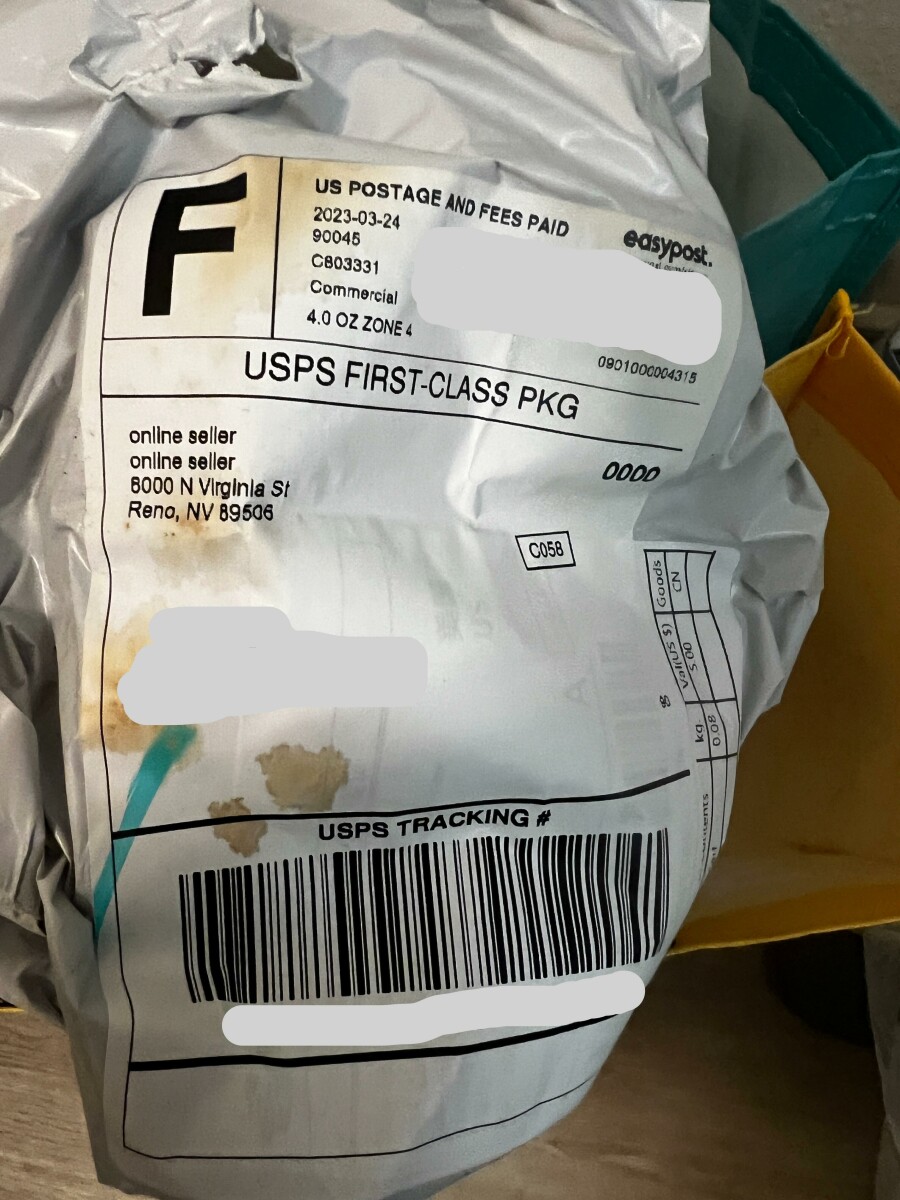 F
US POSTAGE AND FEES PAID
2023-03-24
90045
C803331
Commercial
4.0 OZ ZONE 4
easypost.
0901000004315
USPS FIRST-CLASS PKG
online seller
online seller
6000 N Virginia St
Reno, NV 89506
0000
C058
Goods
CN
Val(US $)
5.00
kg
0.08
g
USPS TRACKING #